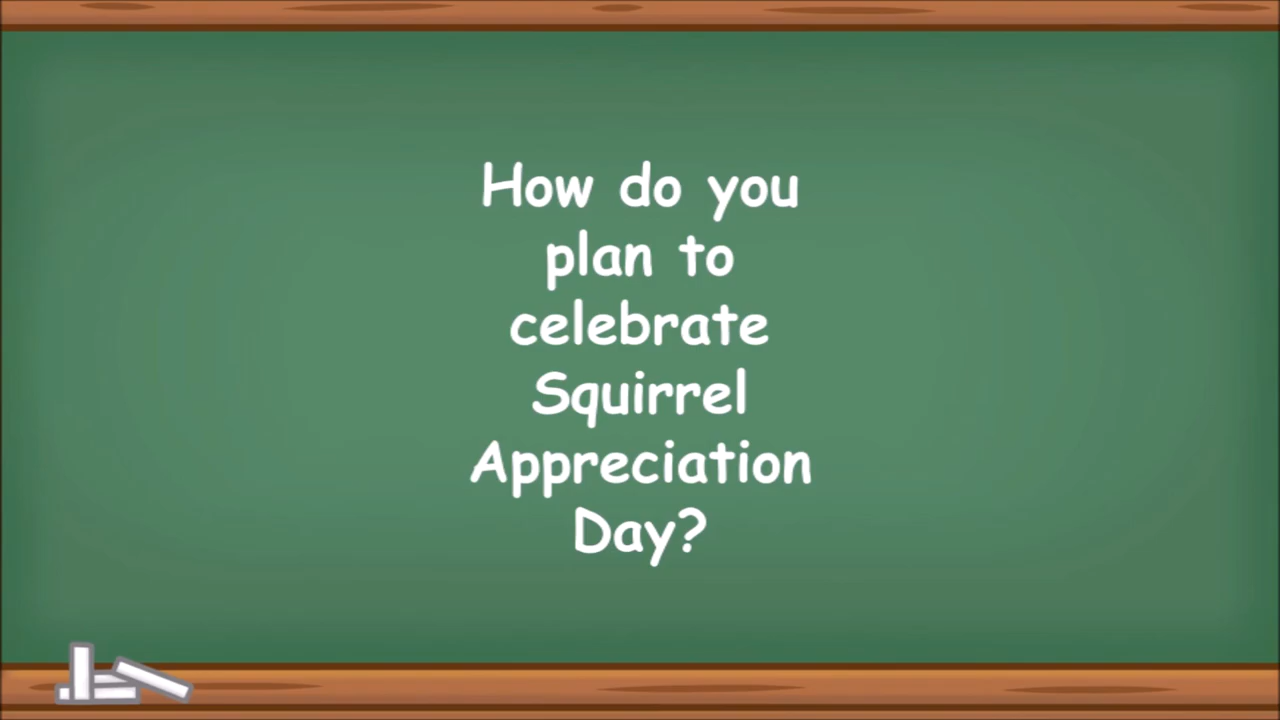 How do you
plan to
celebrate
Squirrel
Appreciation
Day?